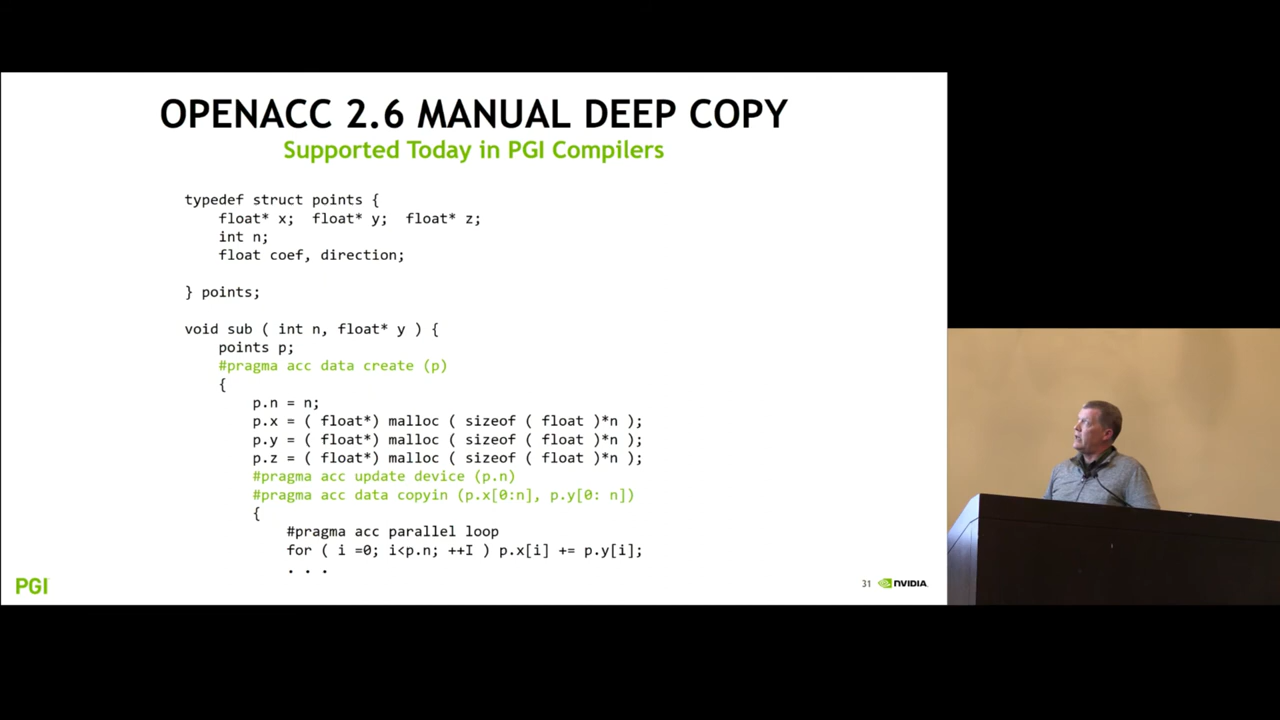 OPENACC 2.6 MANUAL DEEP COPY
Supported Today in PGI Compilers
typedef struct points {
float* x; float* y; float* z;
int n;
float coef, direction;
} points;
void sub ( int n, float* y ) {
points p;
#pragma acc data create (p)
{
p.n = n;
p.x = ( float*) malloc ( sizeof ( float )*n );
p.y = ( float*) malloc ( sizeof ( float )*n );
p.z = ( float*) malloc ( sizeof ( float )*n );
#pragma acc update device (p.n)
#pragma acc data copyin (p.x[0:n], p.y[0: n])
{
#pragma acc parallel loop
for ( i =0; i<p.n; ++I ) p.x[i] += p.y[i];
. . .
PGI
31 NVIDIA